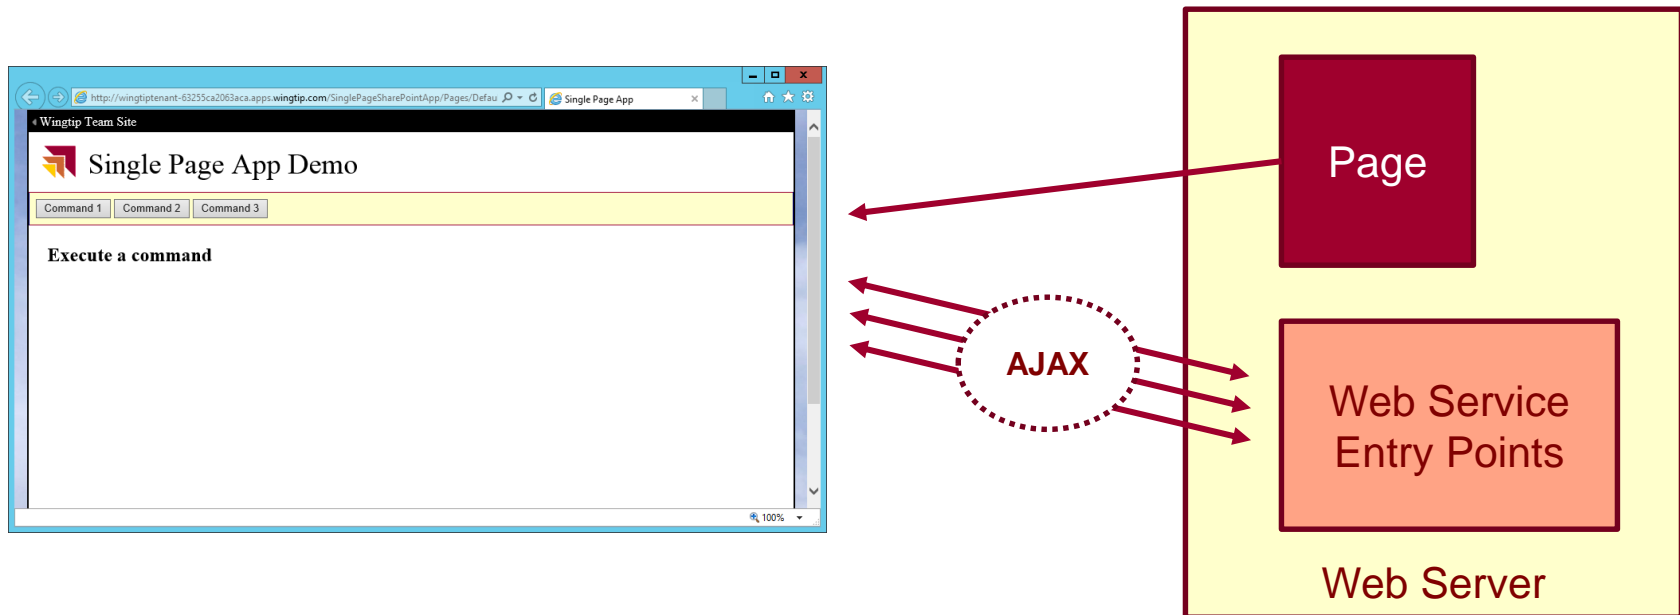 http://wingtiptenant-63255ca2063aca.apps.wingtip.com/SinglePageSharePointApp/Pages/Defau
Single Page App
Wingtip Team Site
Single Page App Demo
Command 1 Command 2 Command 3
Execute a command
100%
AJAX
Page
Web Service
Entry Points
Web Server